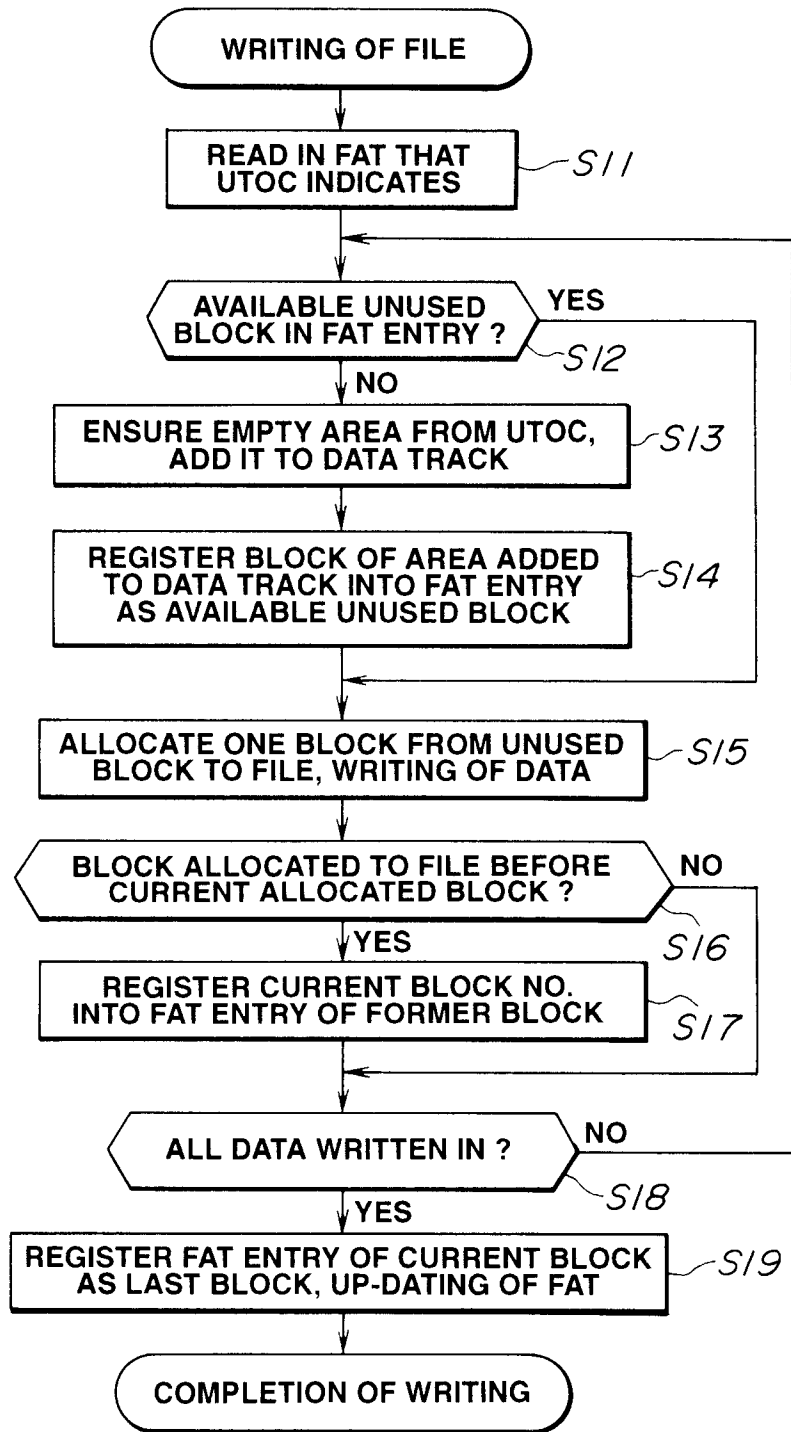 WRITING OF FILE
READ IN FAT THAT
UTOC INDICATES
S11
AVAILABLE UNUSED
BLOCK IN FAT ENTRY ?
YES
S12
NO
ENSURE EMPTY AREA FROM UTOC,
ADD IT TO DATA TRACK
S13
REGISTER BLOCK OF AREA ADDED
TO DATA TRACK INTO FAT ENTRY
AS AVAILABLE UNUSED BLOCK
S14
ALLOCATE ONE BLOCK FROM UNUSED
BLOCK TO FILE, WRITING OF DATA
S15
BLOCK ALLOCATED TO FILE BEFORE
CURRENT ALLOCATED BLOCK ?
NO
S16
YES
REGISTER CURRENT BLOCK NO.
INTO FAT ENTRY OF FORMER BLOCK
S17
ALL DATA WRITTEN IN ?
NO
S18
YES
REGISTER FAT ENTRY OF CURRENT BLOCK
AS LAST BLOCK, UP-DATING OF FAT
S19
COMPLETION OF WRITING